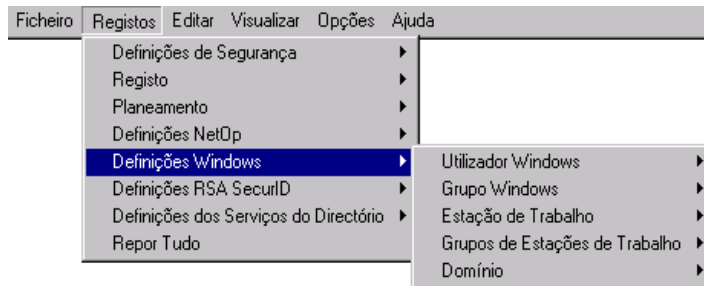 Ficheiro Registos Editar Visualizar Opções Ajuda
Definições de Segurança
Registo
Planeamento
Definições NetOp
Definições Windows
Definições RSA SecurID
Definições dos Serviços do Directório
Repor Tudo
Utilizador Windows
Grupo Windows
Estação de Trabalho
Grupos de Estações de Trabalho
Domínio